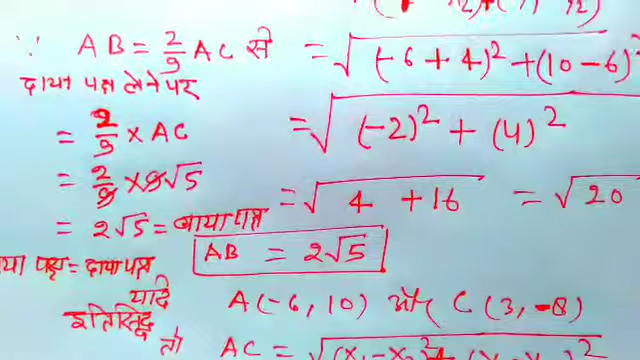 ∵ AB = 2/9 AC से
दाया पक्ष लेने पर
= 2/9 × AC
= 2/9 × 9√5
= 2√5 = बायापक्ष
पक्ष = दायापक्ष
इतिसिद्ध
= √(-6 + 4)² + (10 - 6)²
= √(-2)² + (4)²
= √4 + 16 = √20
AB = 2√5
यदि A(-6, 10) और C(3, -8)
तो AC =